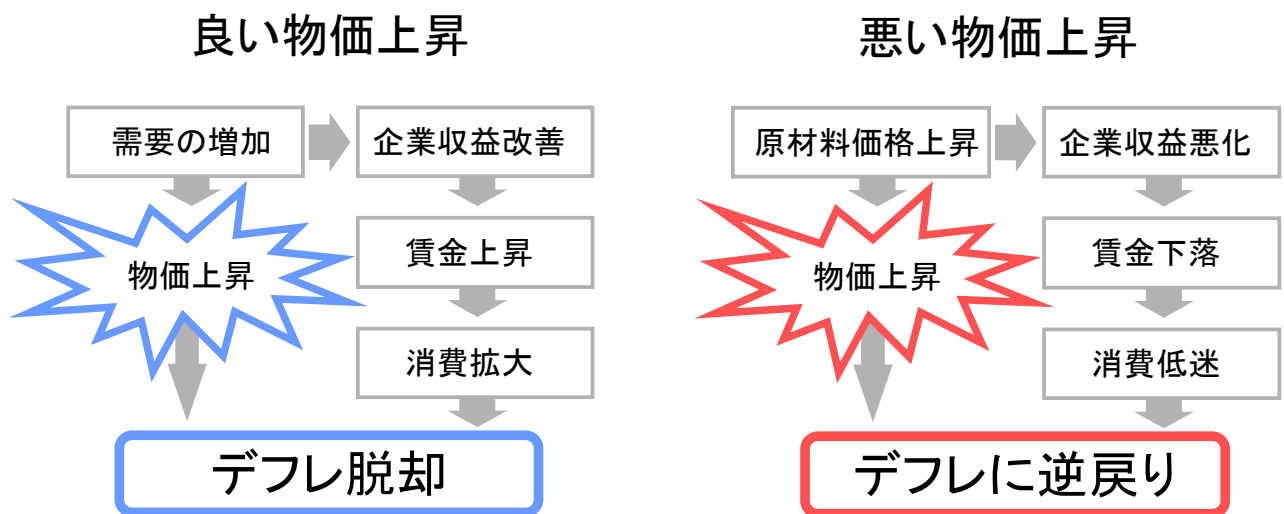 良い物価上昇
需要の増加
企業収益改善
物価上昇
賃金上昇
消費拡大
デフレ脱却
悪い物価上昇
原材料価格上昇
企業収益悪化
物価上昇
賃金下落
消費低迷
デフレに逆戻り